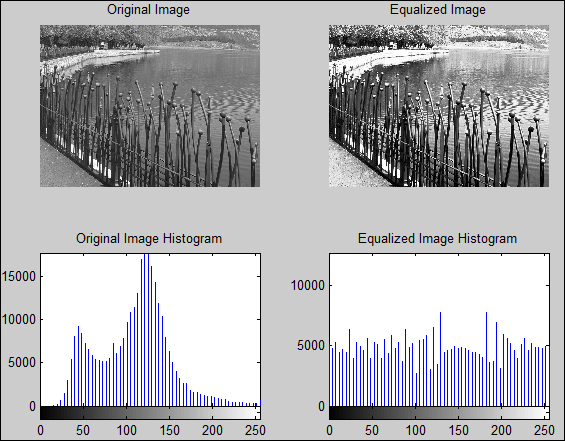 Original Image
Equalized Image
Original Image Histogram
Equalized Image Histogram
15000
10000
5000
0
0 50 100 150 200 250
10000
5000
0
0 50 100 150 200 250